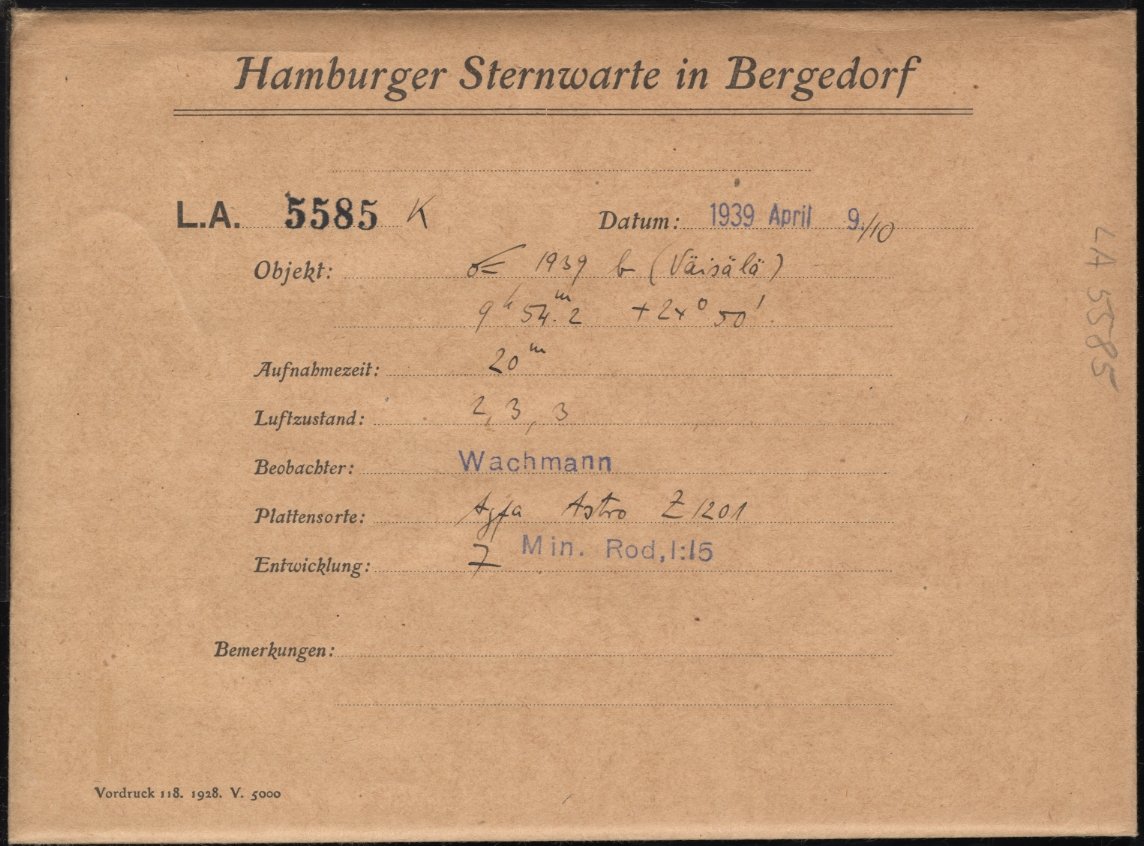 Hamburger Sternwarte in Bergedorf
L.A. 5585 K Datum: 1939 April 9./10
Objekt: ☄ 1939 b (Väisälä)
9ʰ 54.ᵐ2 +24° 50'
Aufnahmezeit: 20ᵐ
Luftzustand: 2, 3, 3
Beobachter: Wachmann
Plattensorte: Agfa Astro Z 1201
Entwicklung: 7 Min. Rod, 1:15
Bemerkungen:
Vordruck 118. 1928. V. 5000
LA 5585